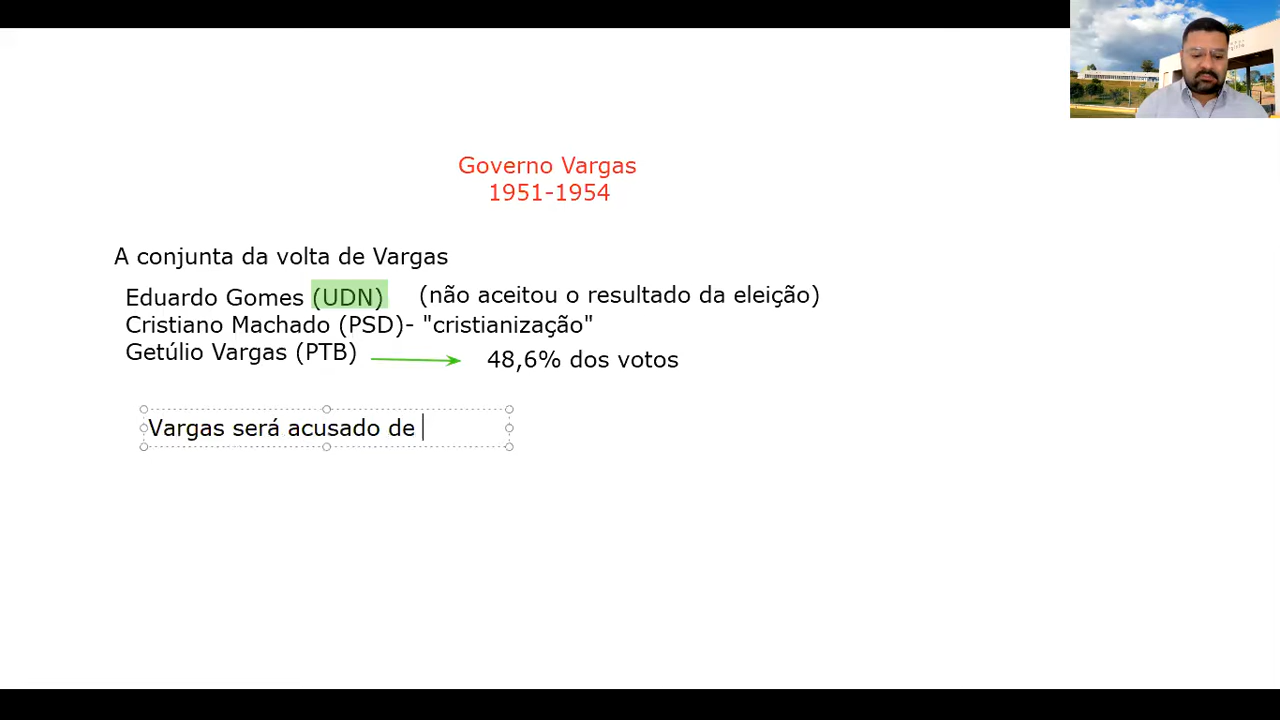 Governo Vargas
1951-1954
A conjunta da volta de Vargas
Eduardo Gomes (UDN) (não aceitou o resultado da eleição)
Cristiano Machado (PSD)- "cristianização"
Getúlio Vargas (PTB) 48,6% dos votos
Vargas será acusado de